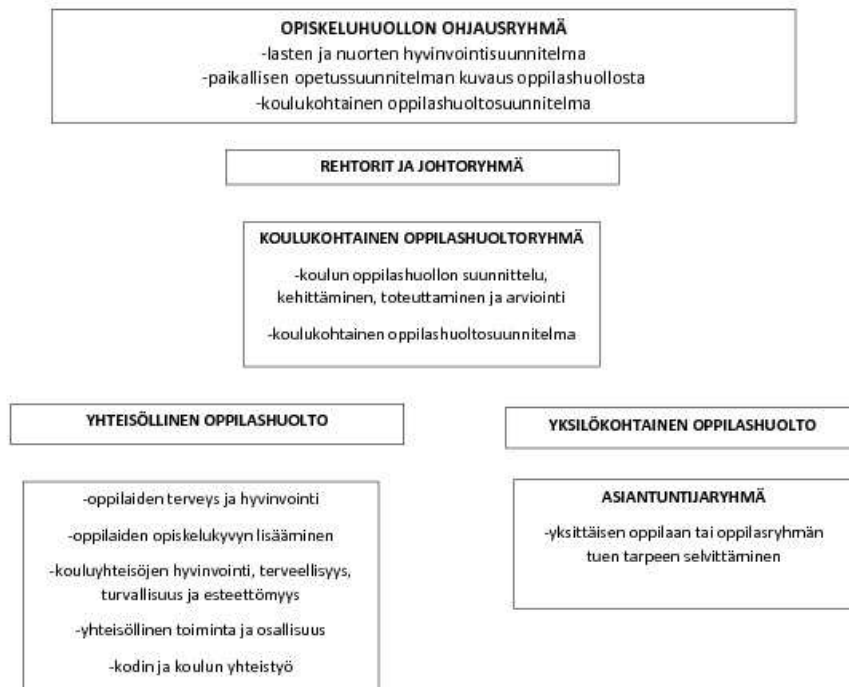 OPISKELUHUOLLON OHJAUSRYHMÄ
-lasten ja nuorten hyvinvointisuunnitelma
-paikallisen opetussuunnitelman kuvaus oppilashuollosta
-koulukohtainen oppilashuoltosuunnitelma
REHTORIT JA JOHTORYHMÄ
KOULUKOHTAINEN OPPILASHUOLTORYHMÄ
-koulun oppilashuollon suunnittelu,
kehittäminen, toteuttaminen ja arviointi
-koulukohtainen oppilashuoltosuunnitelma
YHTEISÖLLINEN OPPILASHUOLTO
-oppilaiden terveys ja hyvinvointi
-oppilaiden opiskelukyvyn lisääminen
-kouluyhteisöjen hyvinvointi, terveellisyys,
turvallisuus ja esteettömyys
-yhteisöllinen toiminta ja osallisuus
-kodin ja koulun yhteistyö
YKSILÖKOHTAINEN OPPILASHUOLTO
ASIANTUNTIJARYHMÄ
-yksittäisen oppilaan tai oppilasryhmän
tuen tarpeen selvittäminen